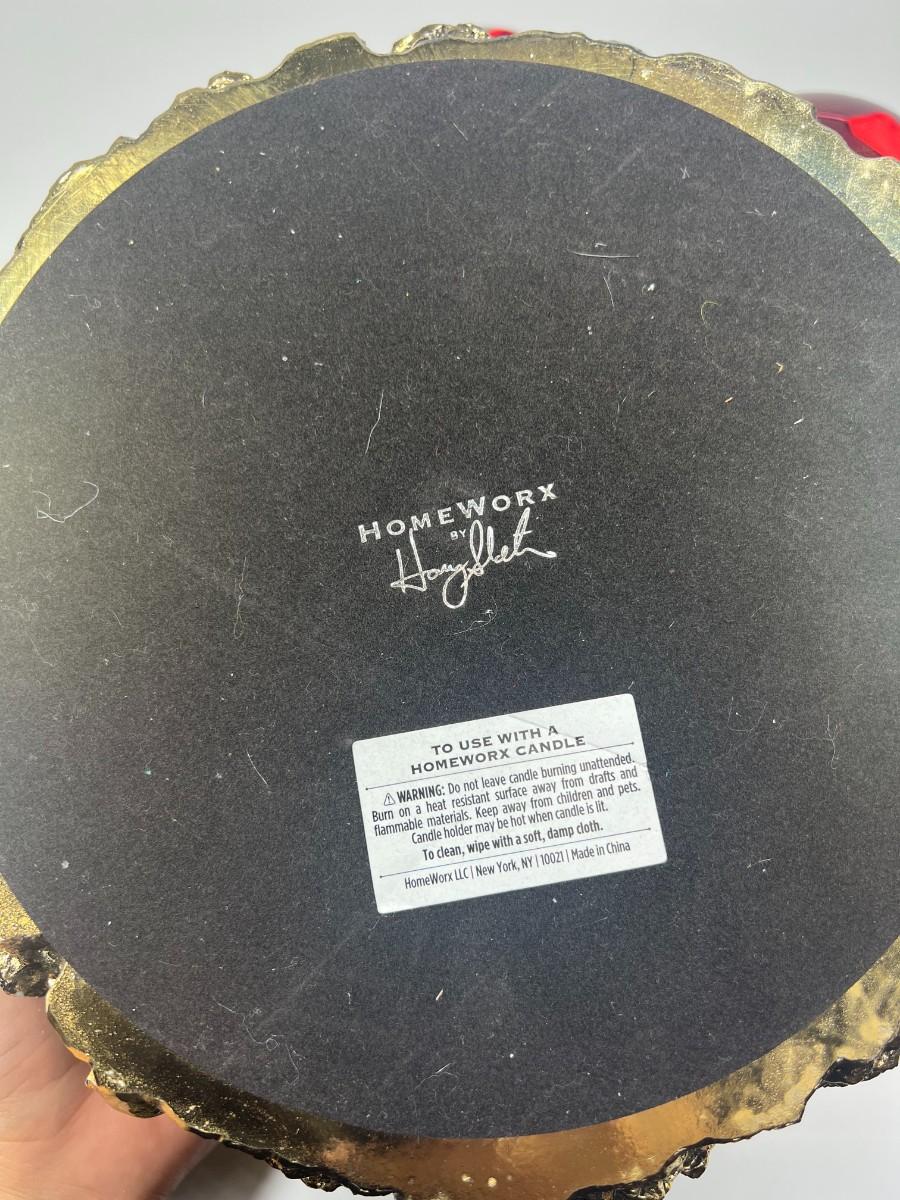 HOMEWORX
BY
Harry Slatkin
TO USE WITH A
HOMEWORX CANDLE
⚠ WARNING: Do not leave candle burning unattended.
Burn on a heat resistant surface away from drafts and
flammable materials. Keep away from children and pets.
Candle holder may be hot when candle is lit.
To clean, wipe with a soft, damp cloth.
HomeWorx LLC | New York, NY | 10021 | Made in China